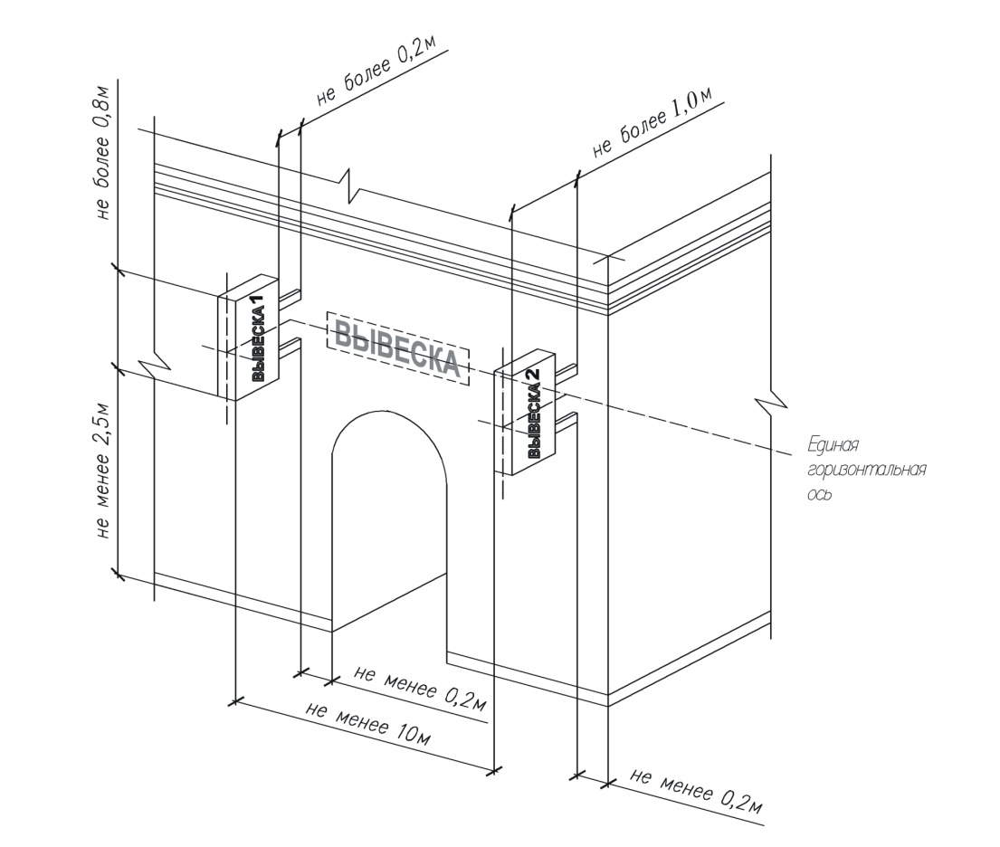 не более 0,2м
не более 0,8м
не более 1,0м
ВЫВЕСКА 1
ВЫВЕСКА
ВЫВЕСКА 2
не менее 2,5м
Единая
горизонтальная
ось
не менее 0,2м
не менее 10м
не менее 0,2м